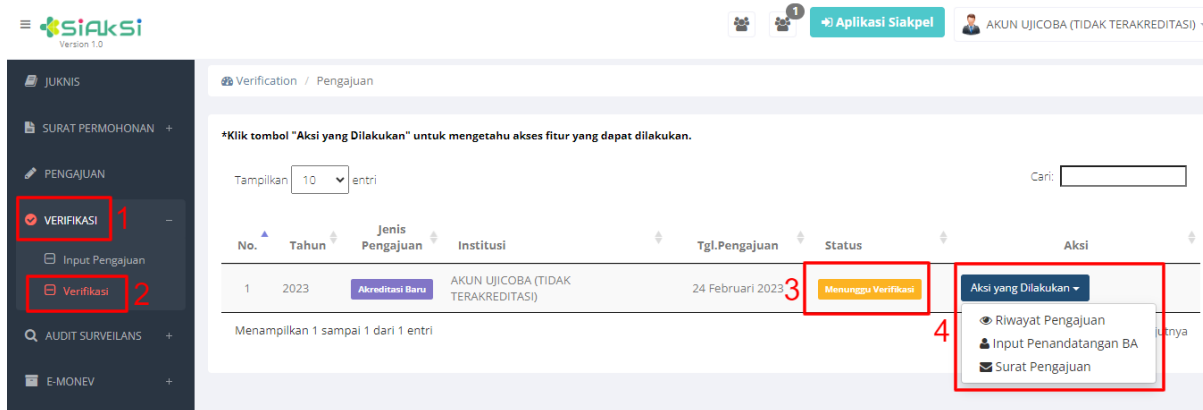 SiAkSi
Version 1.0
1
Aplikasi Siakpel
AKUN UJICOBA (TIDAK TERAKREDITASI)
JUKNIS
SURAT PERMOHONAN +
PENGAJUAN
VERIFIKASI –
1
Input Pengajuan
Verifikasi
2
AUDIT SURVEILANS +
E-MONEV +
Verification / Pengajuan
*Klik tombol "Aksi yang Dilakukan" untuk mengetahu akses fitur yang dapat dilakukan.
Tampilkan 10 entri
Cari:
No. Tahun Jenis Pengajuan Institusi Tgl.Pengajuan Status Aksi
1 2023 Akreditasi Baru AKUN UJICOBA (TIDAK TERAKREDITASI) 24 Februari 2023 Menunggu Verifikasi Aksi yang Dilakukan
3
4
Riwayat Pengajuan
Input Penandatangan BA
Surat Pengajuan
Menampilkan 1 sampai 1 dari 1 entri